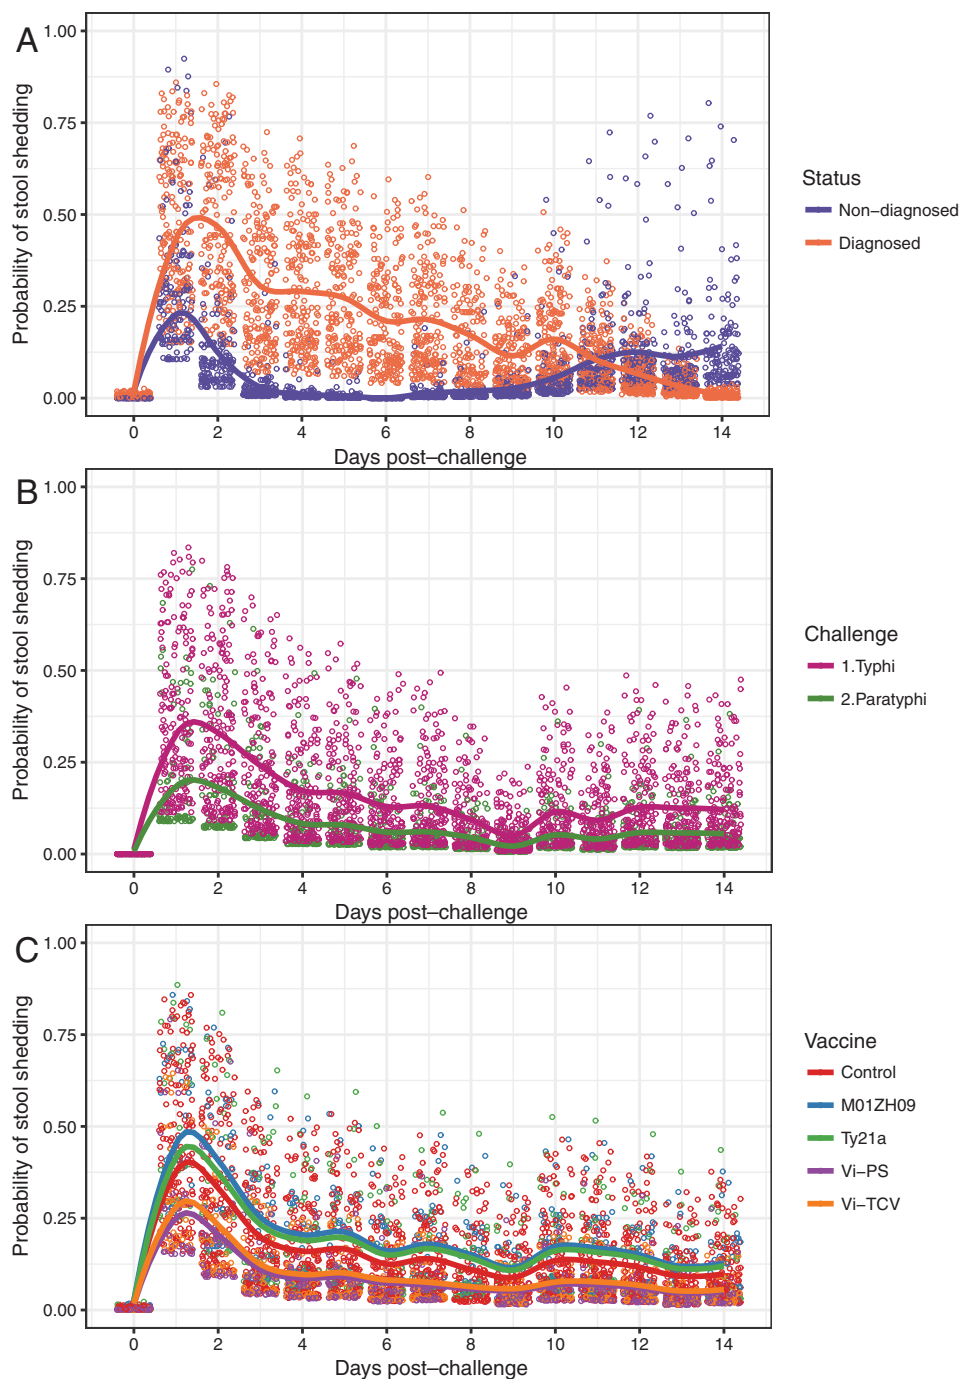 A
1.00
0.75
0.50
0.25
0.00
Probability of stool shedding
0 2 4 6 8 10 12 14
Days post–challenge
Status
Non–diagnosed
Diagnosed
B
1.00
0.75
0.50
0.25
0.00
Probability of stool shedding
0 2 4 6 8 10 12 14
Days post–challenge
Challenge
1.Typhi
2.Paratyphi
C
1.00
0.75
0.50
0.25
0.00
Probability of stool shedding
0 2 4 6 8 10 12 14
Days post–challenge
Vaccine
Control
M01ZH09
Ty21a
Vi–PS
Vi–TCV